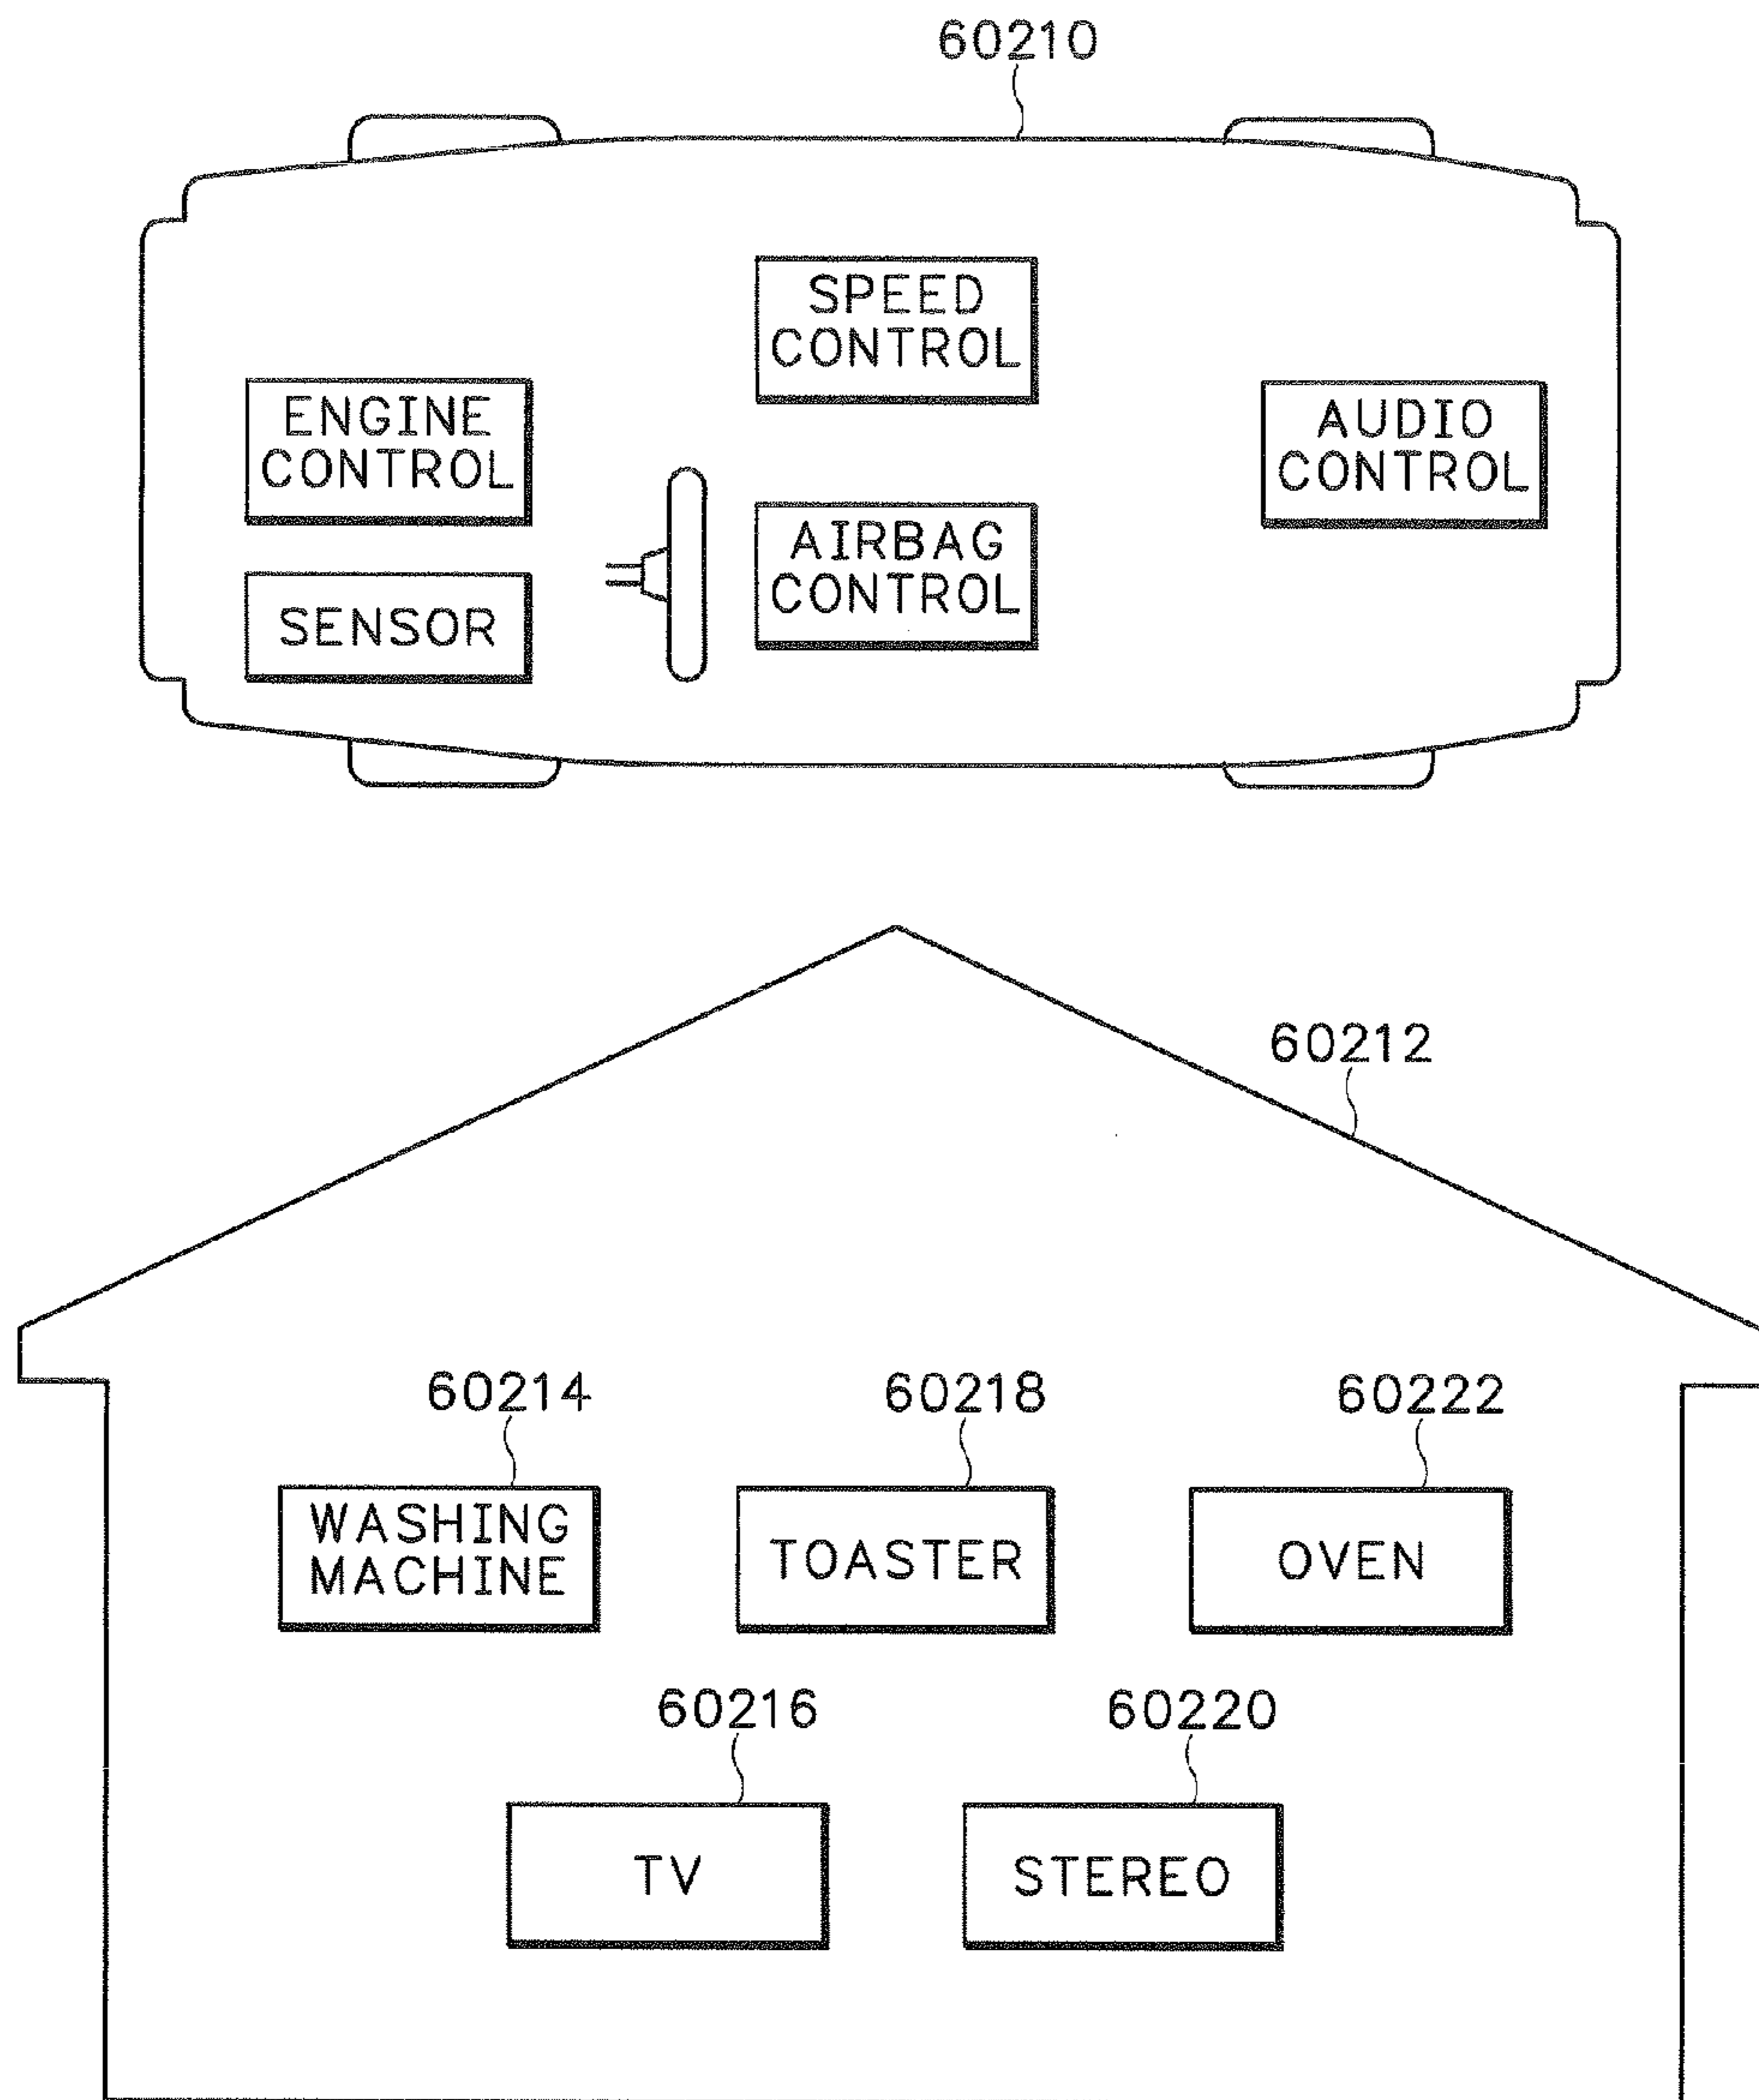 60210
SPEED
CONTROL
ENGINE
CONTROL
AUDIO
CONTROL
AIRBAG
CONTROL
SENSOR
60212
60214
60218
60222
WASHING
MACHINE
TOASTER
OVEN
60216
60220
TV
STEREO